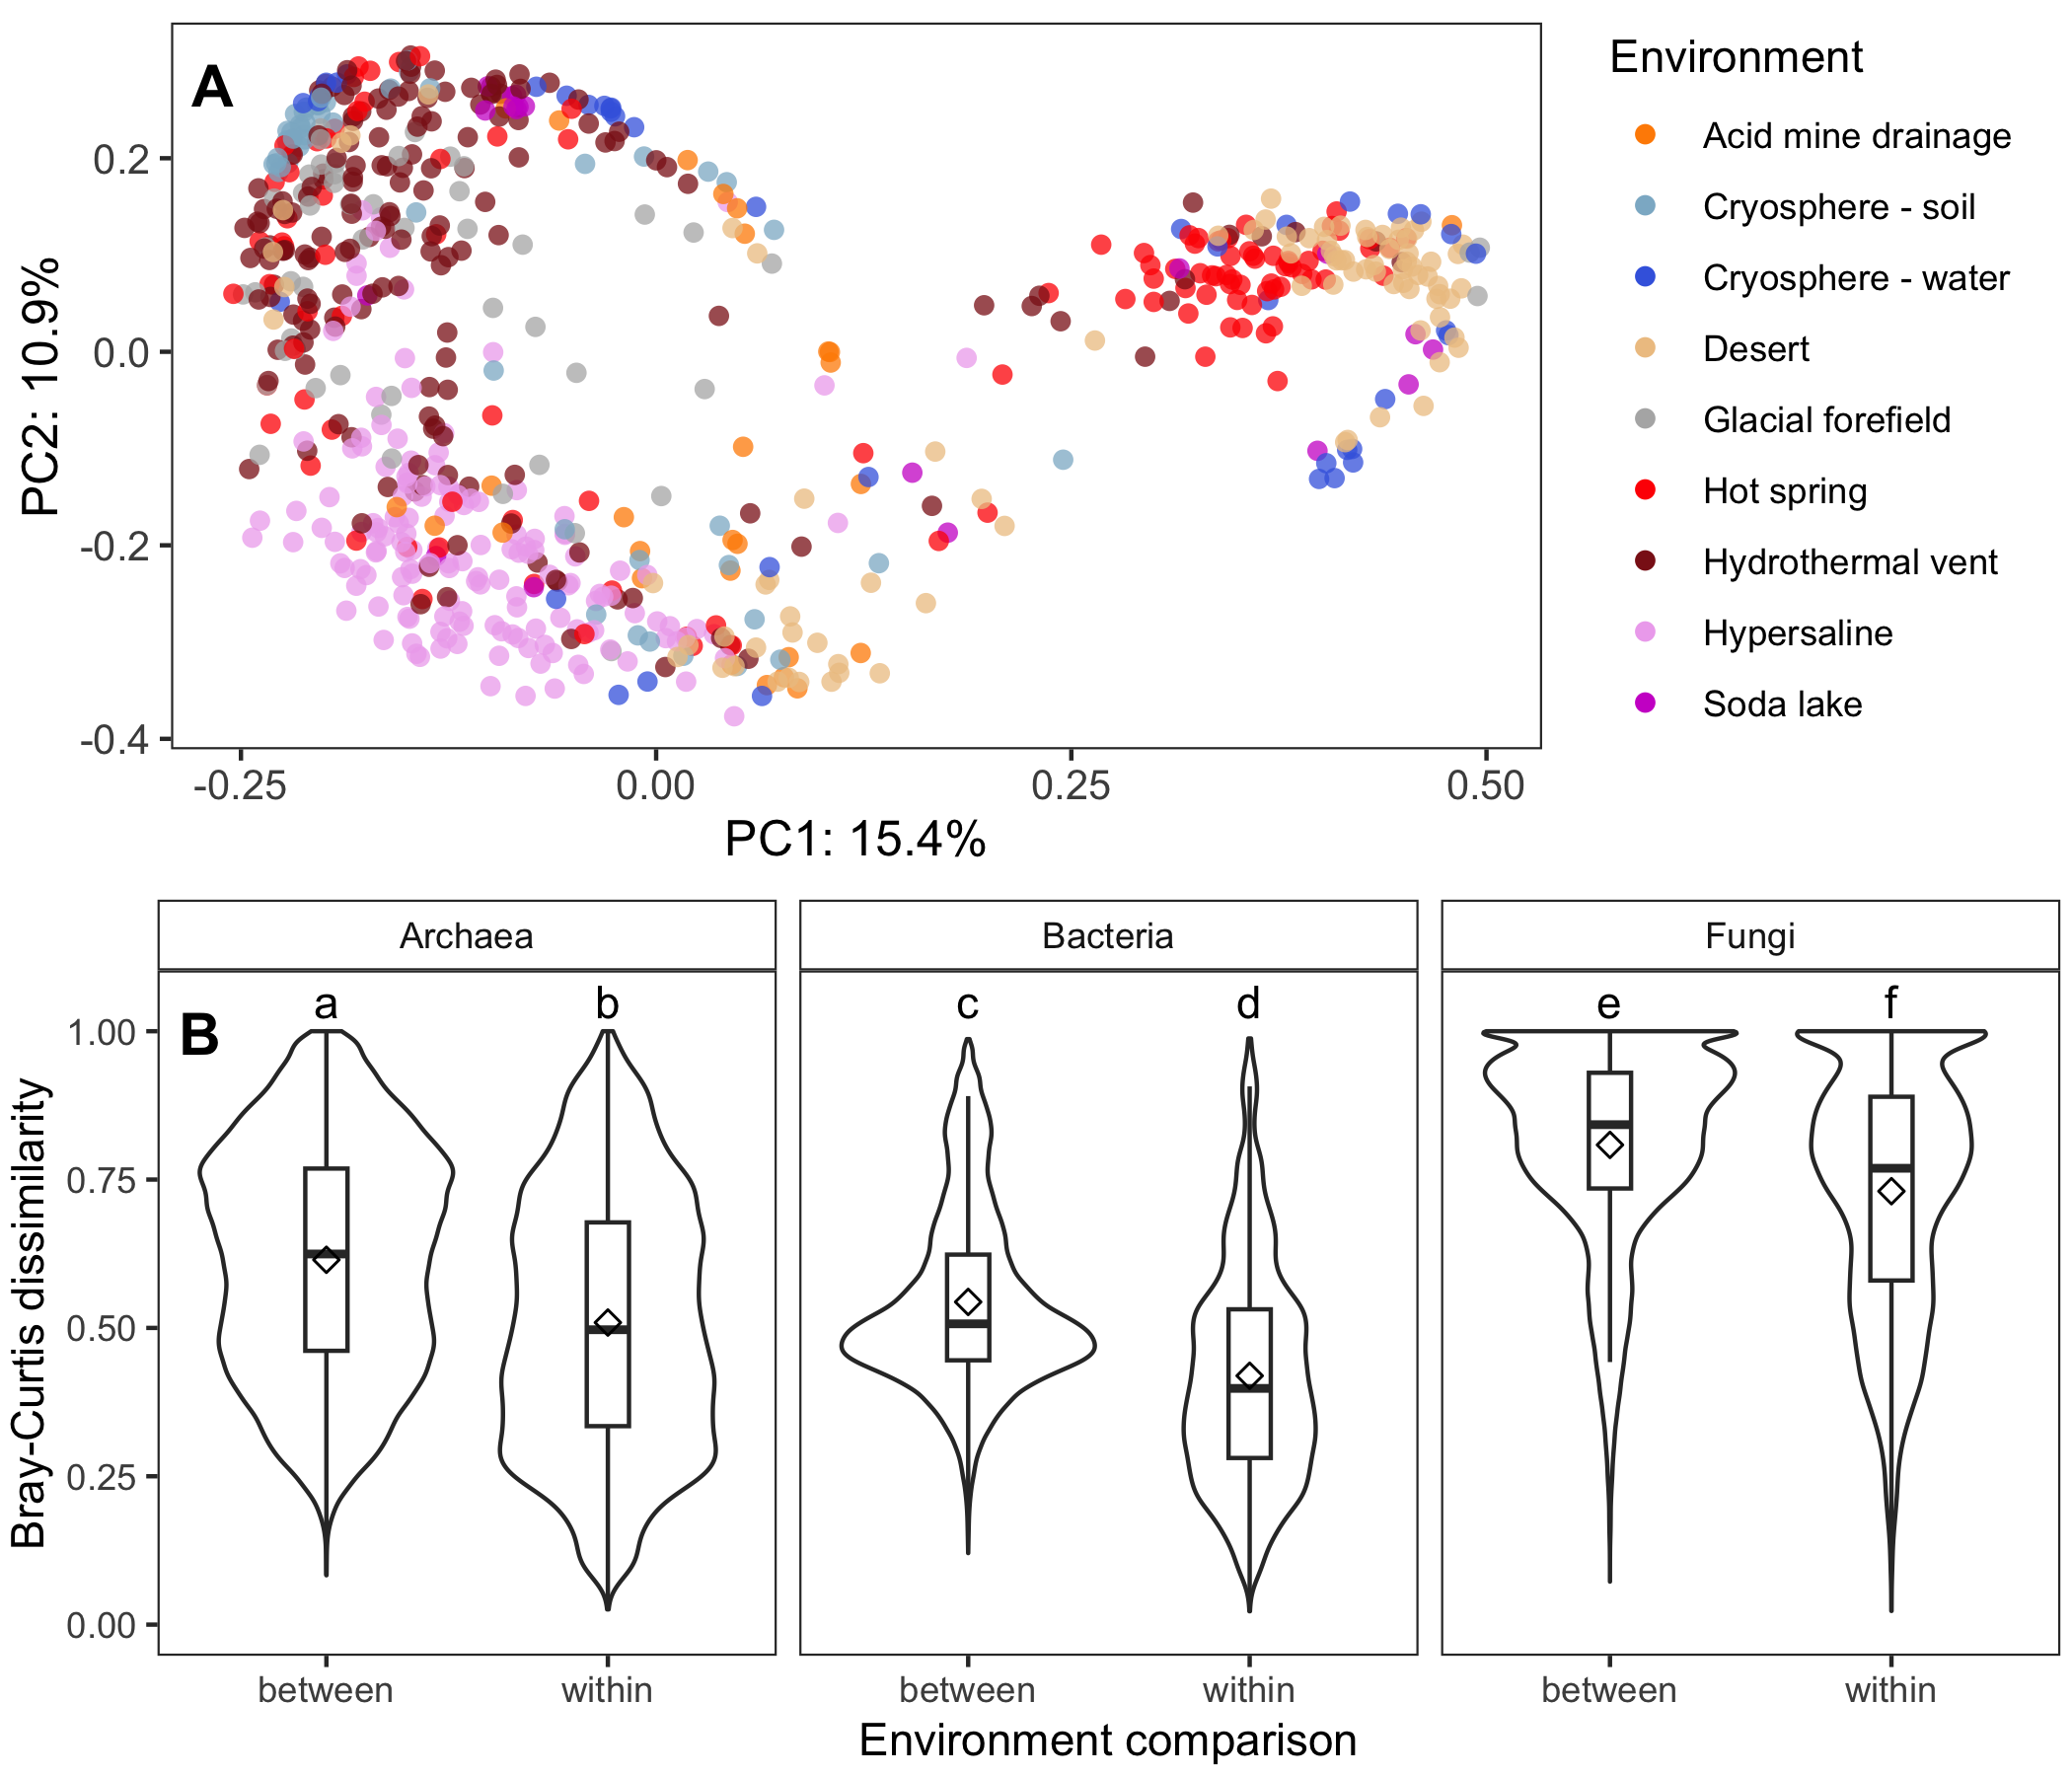 A
Environment
Acid mine drainage
Cryosphere - soil
Cryosphere - water
Desert
Glacial forefield
Hot spring
Hydrothermal vent
Hypersaline
Soda lake
PC2: 10.9%
0.2
0.0
-0.2
-0.4
-0.25 0.00 0.25 0.50
PC1: 15.4%
Archaea Bacteria Fungi
B
a b c d e f
Bray-Curtis dissimilarity
1.00
0.75
0.50
0.25
0.00
between within between within between within
Environment comparison